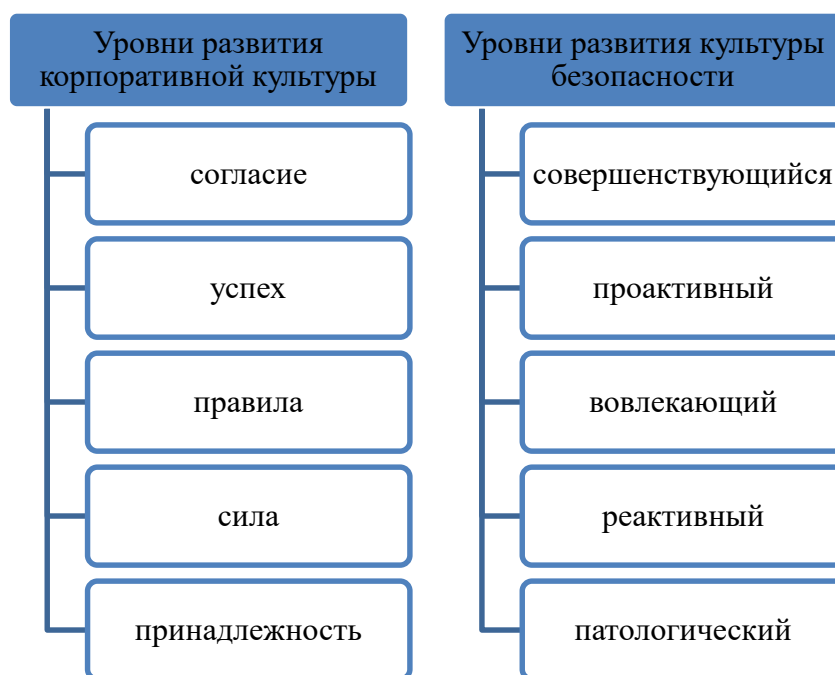 Уровни развития
корпоративной культуры
согласие
успех
правила
сила
принадлежность
Уровни развития культуры
безопасности
совершенствующийся
проактивный
вовлекающий
реактивный
патологический